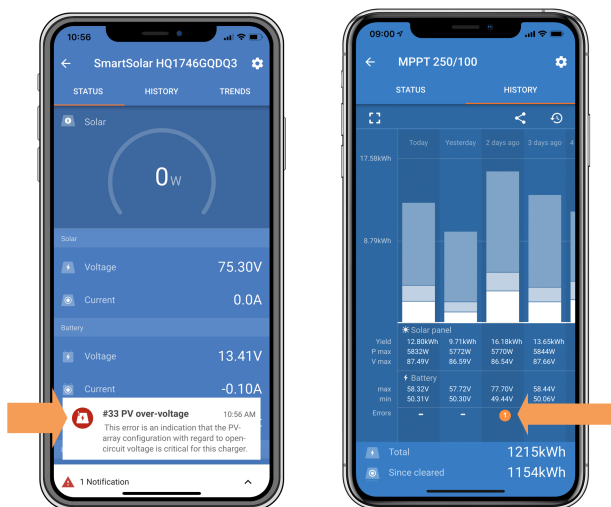 10:56
SmartSolar HQ1746GQDQ3
STATUS HISTORY TRENDS
Solar
0W
Solar
Voltage 75.30V
Current 0.0A
Battery
Voltage 13.41V
Current -0.10A
#33 PV over-voltage 10:56 AM
This error is an indication that the PV-
array configuration with regard to open-
circuit voltage is critical for this charger.
1 Notification
09:00
MPPT 250/100
STATUS HISTORY
Today Yesterday 2 days ago 3 days ago 4
17.58kWh
8.79kWh
Solar panel
Yield 12.80kWh 9.71kWh 16.18kWh 13.65kWh
P max 5832W 5772W 5770W 5844W
V max 87.49V 86.59V 86.54V 87.66V
Battery
max 58.32V 57.72V 77.70V 58.44V
min 50.31V 50.30V 49.44V 50.06V
Errors – – 1
Total 1215kWh
Since cleared 1154kWh